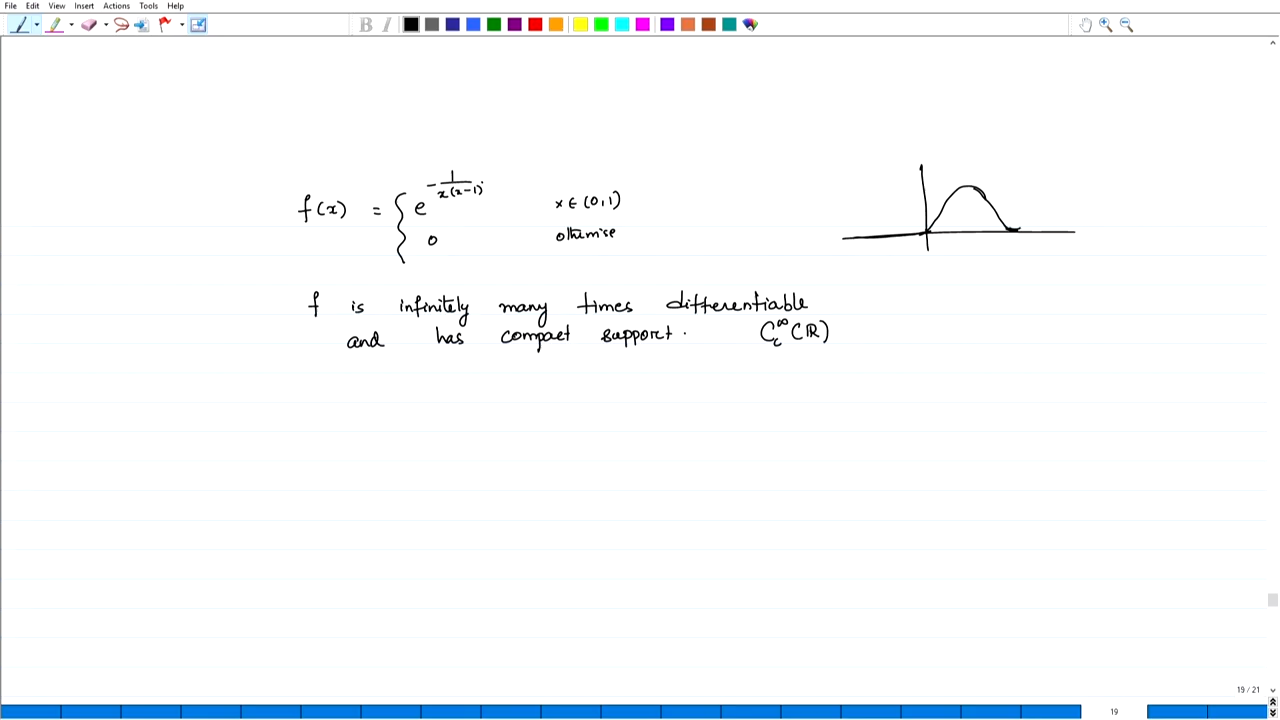 File Edit View Insert Actions Tools Help
B I
f(x) = { e^{-\frac{1}{x(x-1)}} x ∈ (0,1)
0 otherwise
f is infinitely many times differentiable
and has compact support. C_c^∞(ℝ)
19 / 21
19